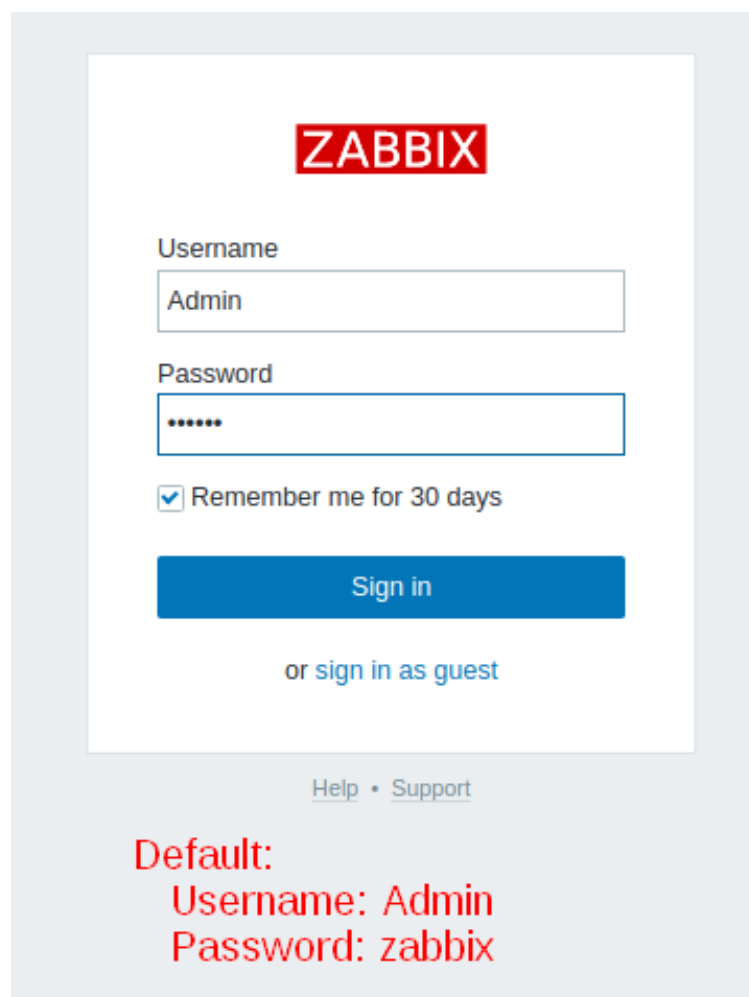 ZABBIX
Username
Admin
Password
••••••
Remember me for 30 days
Sign in
or sign in as guest
Help • Support
Default:
Username: Admin
Password: zabbix